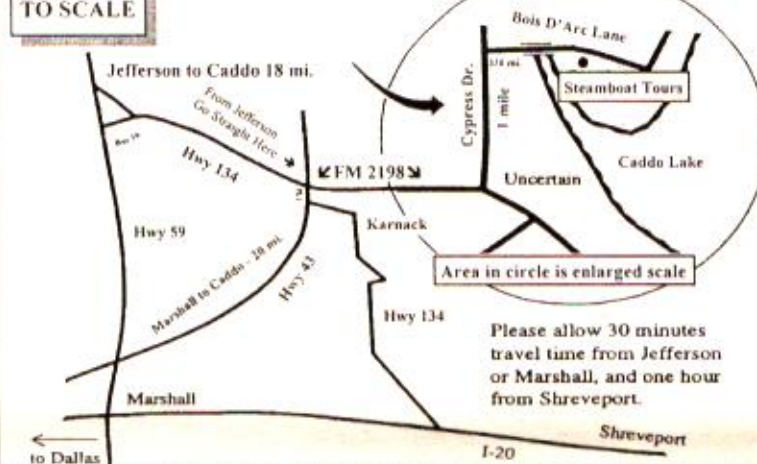 TO SCALE
Bois D'Arc Lane
Jefferson to Caddo 18 mi.
Steamboat Tours
Cypress Dr.
1 mile
From Jefferson
Go Straight Here
Hwy 134
FM 2198
Caddo Lake
Uncertain
Karnack
Hwy 59
Marshall to Caddo - 20 mi.
Hwy 43
Area in circle is enlarged scale
Hwy 134
Please allow 30 minutes
travel time from Jefferson
or Marshall, and one hour
from Shreveport.
Marshall
Shreveport
I-20
to Dallas